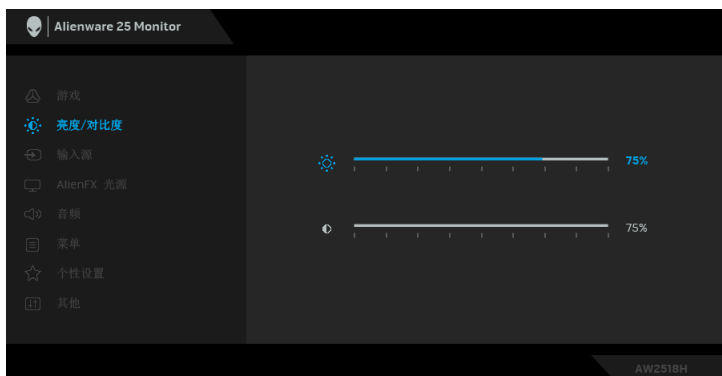 Alienware 25 Monitor
游戏
亮度/对比度
输入源
AlienFX 光源
音频
菜单
个性设置
其他
75%
75%
AW2518H